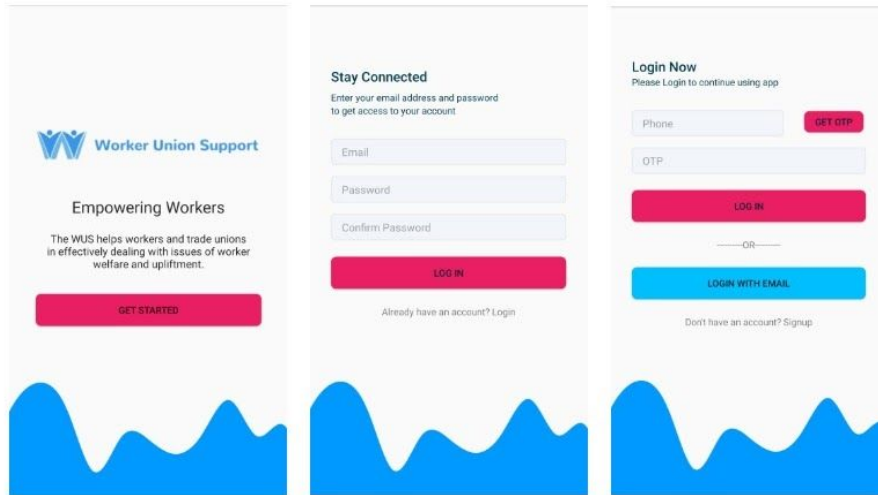 Worker Union Support
Empowering Workers
The WUS helps workers and trade unions
in effectively dealing with issues of worker
welfare and upliftment.
GET STARTED
Stay Connected
Enter your email address and password
to get access to your account
Email
Password
Confirm Password
LOG IN
Already have an account? Login
Login Now
Please Login to continue using app
Phone
GET OTP
OTP
LOG IN
OR
LOGIN WITH EMAIL
Don't have an account? Signup